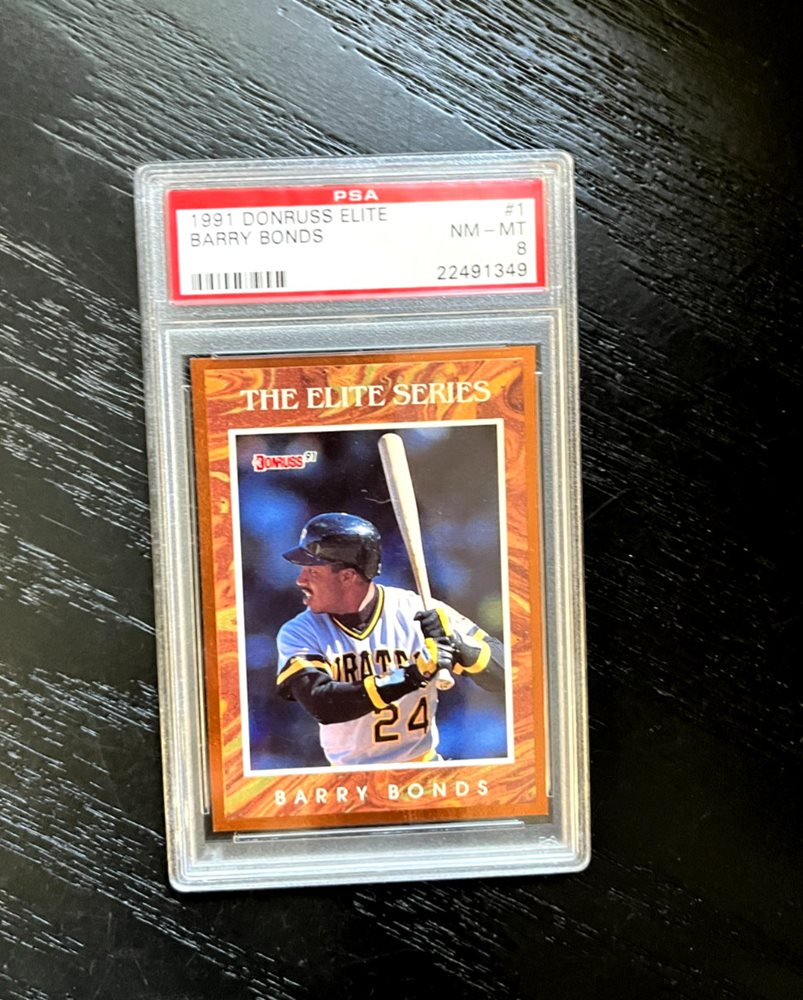 PSA
1991 DONRUSS ELITE #1
BARRY BONDS NM - MT
8
22491349
THE ELITE SERIES
DONRUSS 91
PIRATES
24
BARRY BONDS